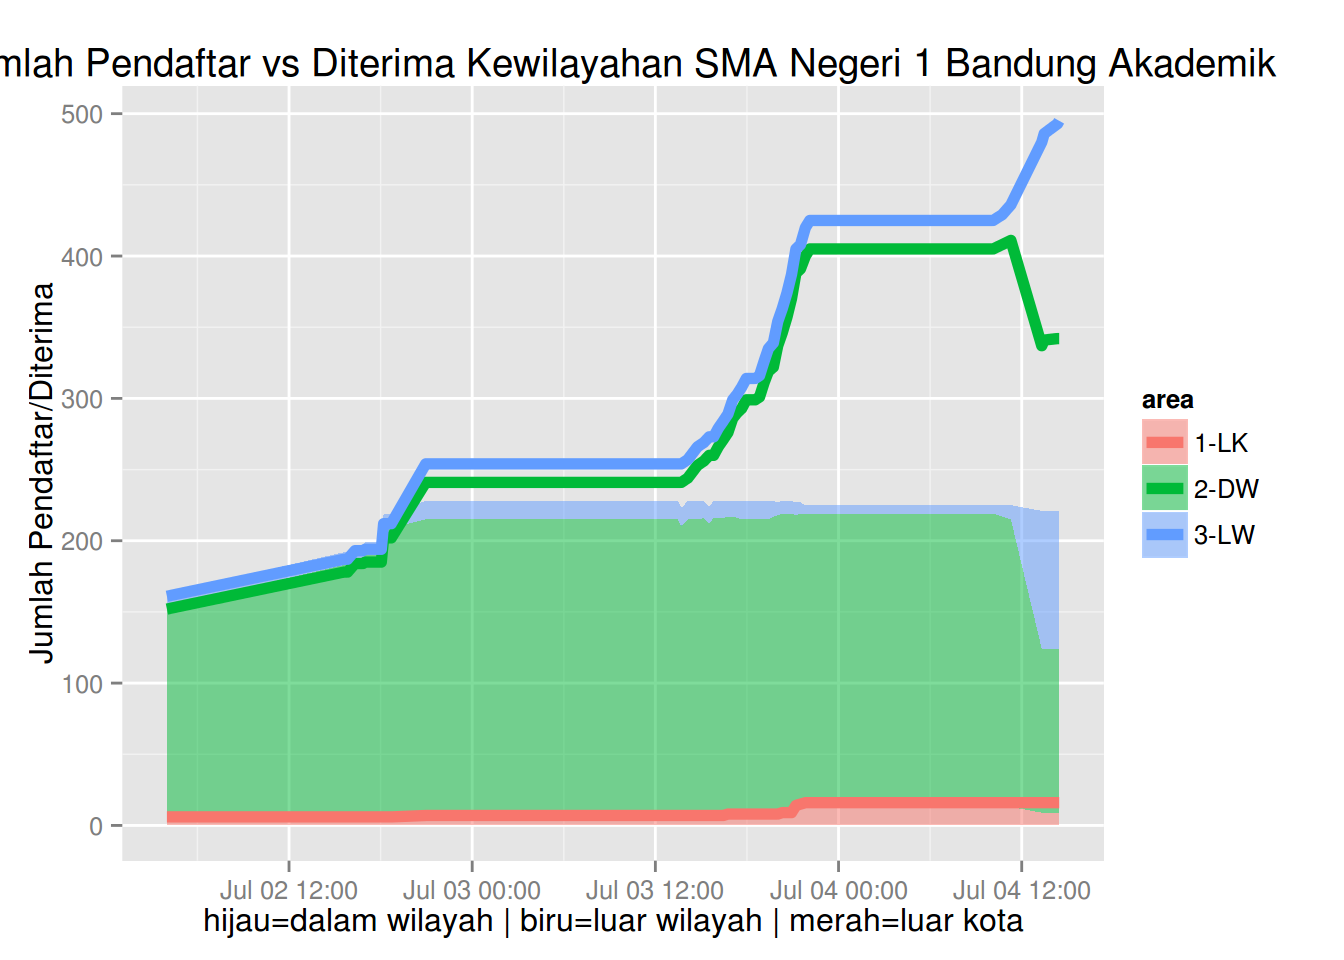 mlah Pendaftar vs Diterima Kewilayahan SMA Negeri 1 Bandung Akademik
500
400
300
200
100
0
Jumlah Pendaftar/Diterima
area
1-LK
2-DW
3-LW
Jul 02 12:00 Jul 03 00:00 Jul 03 12:00 Jul 04 00:00 Jul 04 12:00
hijau=dalam wilayah | biru=luar wilayah | merah=luar kota